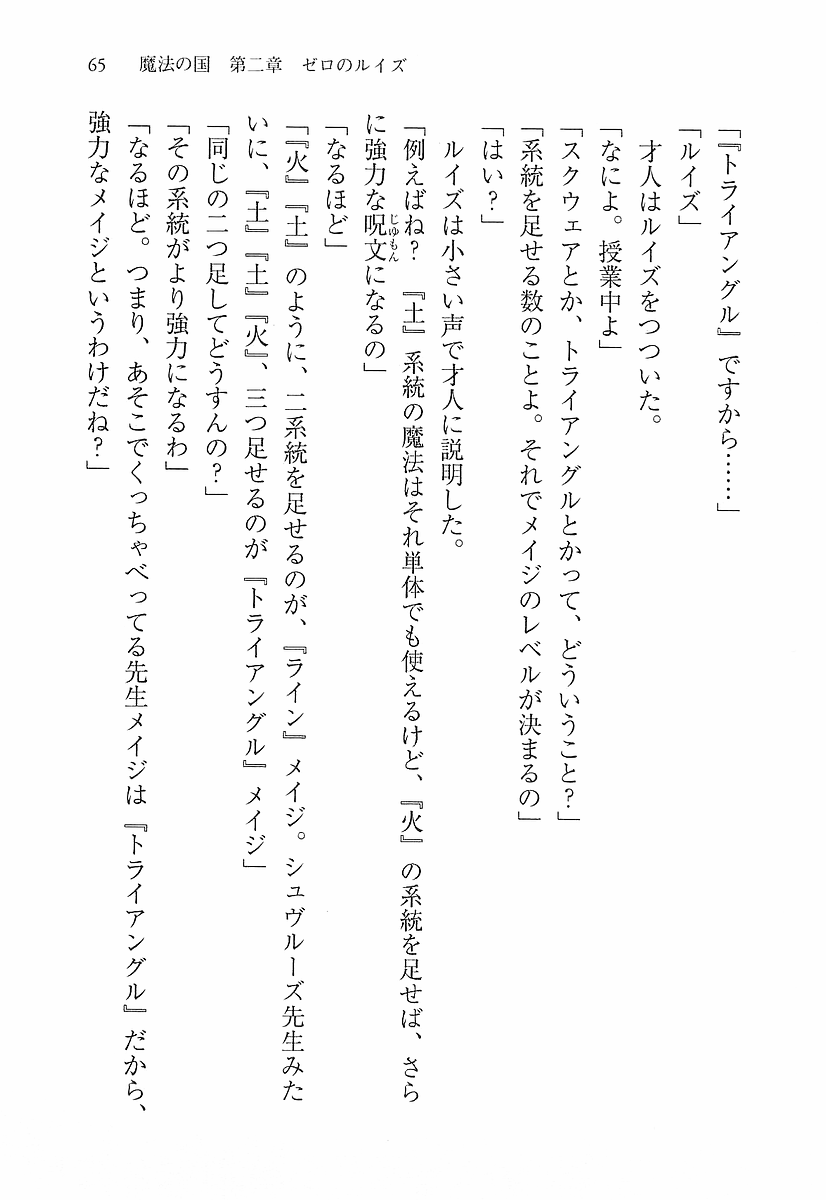 65　魔法の国　第二章　ゼロのルイズ
「『トライアングル』ですから……」
「ルイズ」
　才人はルイズをつついた。
「なによ。授業中よ」
「スクウェアとか、トライアングルとかって、どういうこと？」
「系統を足せる数のことよ。それでメイジのレベルが決まるの」
「はい？」
　ルイズは小さい声で才人に説明した。
「例えばね？　『土』系統の魔法はそれ単体でも使えるけど、『火』の系統を足せば、さら
に強力な呪文になるの」
「なるほど」
「『火』『土』のように、二系統を足せるのが、『ライン』メイジ。シュヴルーズ先生みた
いに、『土』『土』『火』、三つ足せるのが『トライアングル』メイジ」
「同じの二つ足してどうすんの？」
「その系統がより強力になるわ」
「なるほど。つまり、あそこでくっちゃべってる先生メイジは『トライアングル』だから、
強力なメイジというわけだね？」